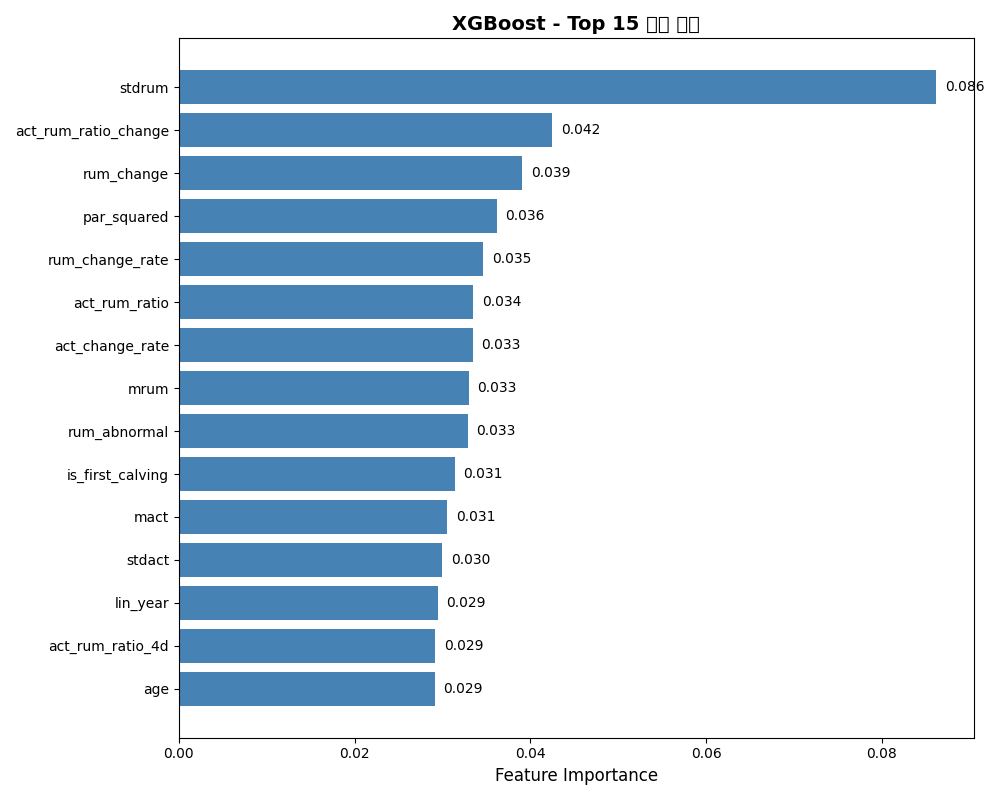 XGBoost - Top 15
stdrum 0.086
act_rum_ratio_change 0.042
rum_change 0.039
par_squared 0.036
rum_change_rate 0.035
act_rum_ratio 0.034
act_change_rate 0.033
mrum 0.033
rum_abnormal 0.033
is_first_calving 0.031
mact 0.031
stdact 0.030
lin_year 0.029
act_rum_ratio_4d 0.029
age 0.029
0.00 0.02 0.04 0.06 0.08
Feature Importance